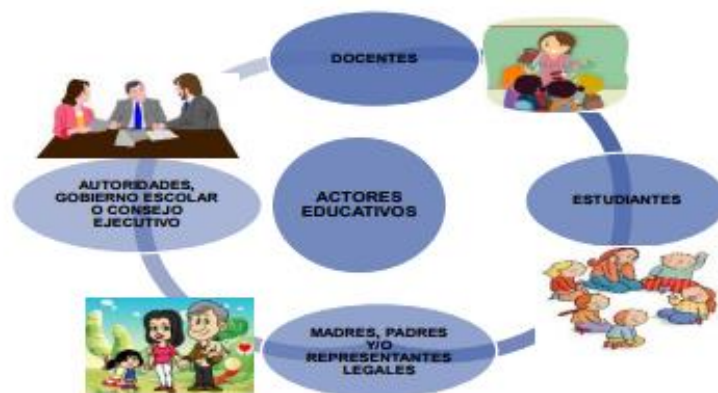 DOCENTES
AUTORIDADES,
GOBIERNO ESCOLAR
O CONSEJO
EJECUTIVO
ACTORES
EDUCATIVOS
ESTUDIANTES
MADRES, PADRES
Y/O
REPRESENTANTES
LEGALES